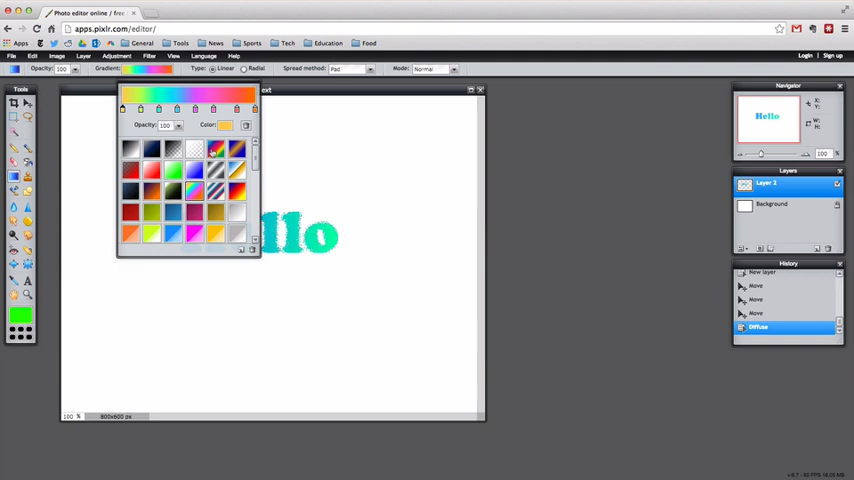 Photo editor online / free
apps.pixlr.com/editor/
Apps General Tools News Sports Tech Education Food
File Edit Image Layer Adjustment Filter View Language Help Login Sign up
Opacity: 100 Gradient: Type: Linear Radial Spread method: Pad Mode: Normal
Tools
ext
Opacity: 100 Color:
llo
100 % 800x600 px
Navigator
Hello
X:
Y:
W:
H:
100 %
Layers
Layer 2
Background
History
New layer
Move
Move
Move
Diffuse